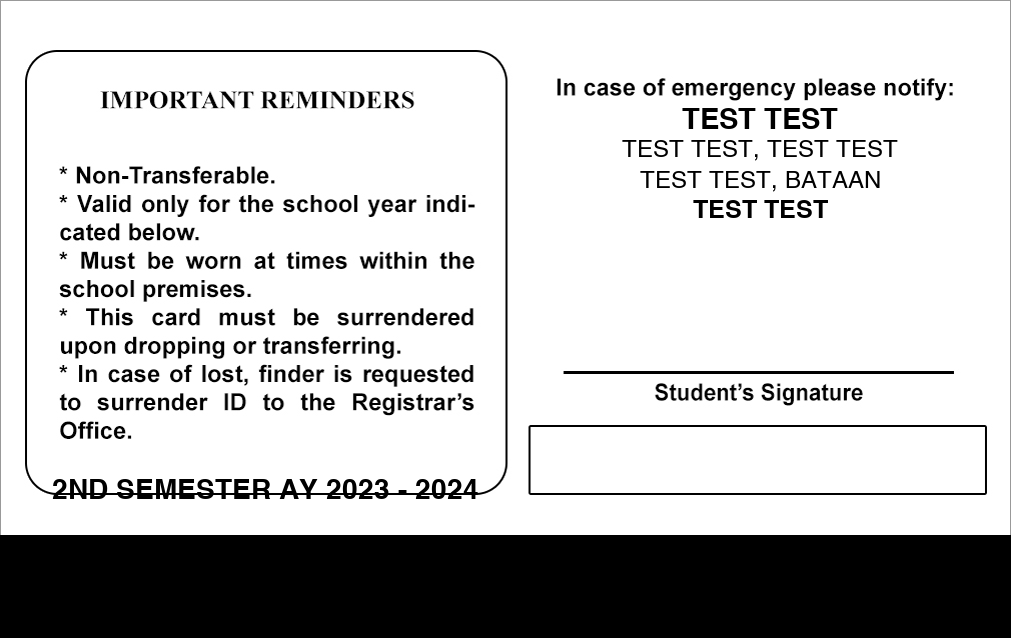 IMPORTANT REMINDERS
* Non-Transferable.
* Valid only for the school year indi-
cated below.
* Must be worn at times within the
school premises.
* This card must be surrendered
upon dropping or transferring.
* In case of lost, finder is requested
to surrender ID to the Registrar’s
Office.
2ND SEMESTER AY 2023 - 2024
In case of emergency please notify:
TEST TEST
TEST TEST, TEST TEST
TEST TEST, BATAAN
TEST TEST
Student’s Signature